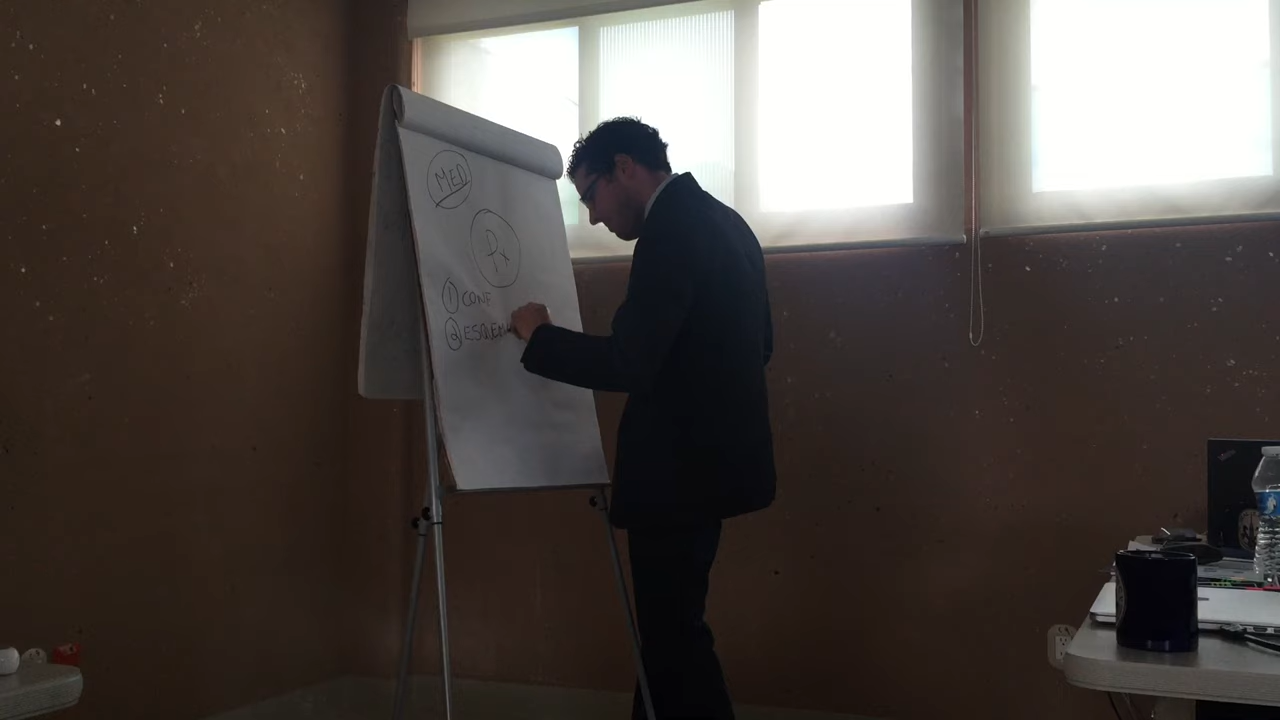 MED
Px
① CONF
② ESQUEM